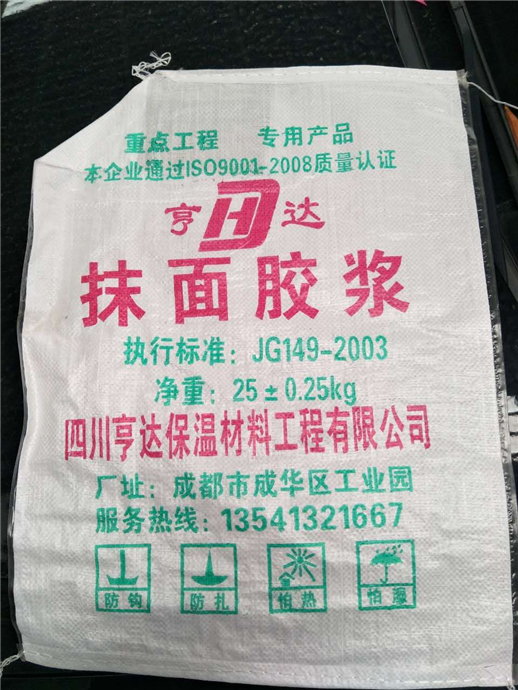 重点工程 专用产品
本企业通过ISO9001-2008质量认证
亨 HD 达
抹面胶浆
执行标准：JG149-2003
净重：25±0.25kg
四川亨达保温材料工程有限公司
厂址：成都市成华区工业园
服务热线：13541321667
防钩 防扎 怕热 怕湿